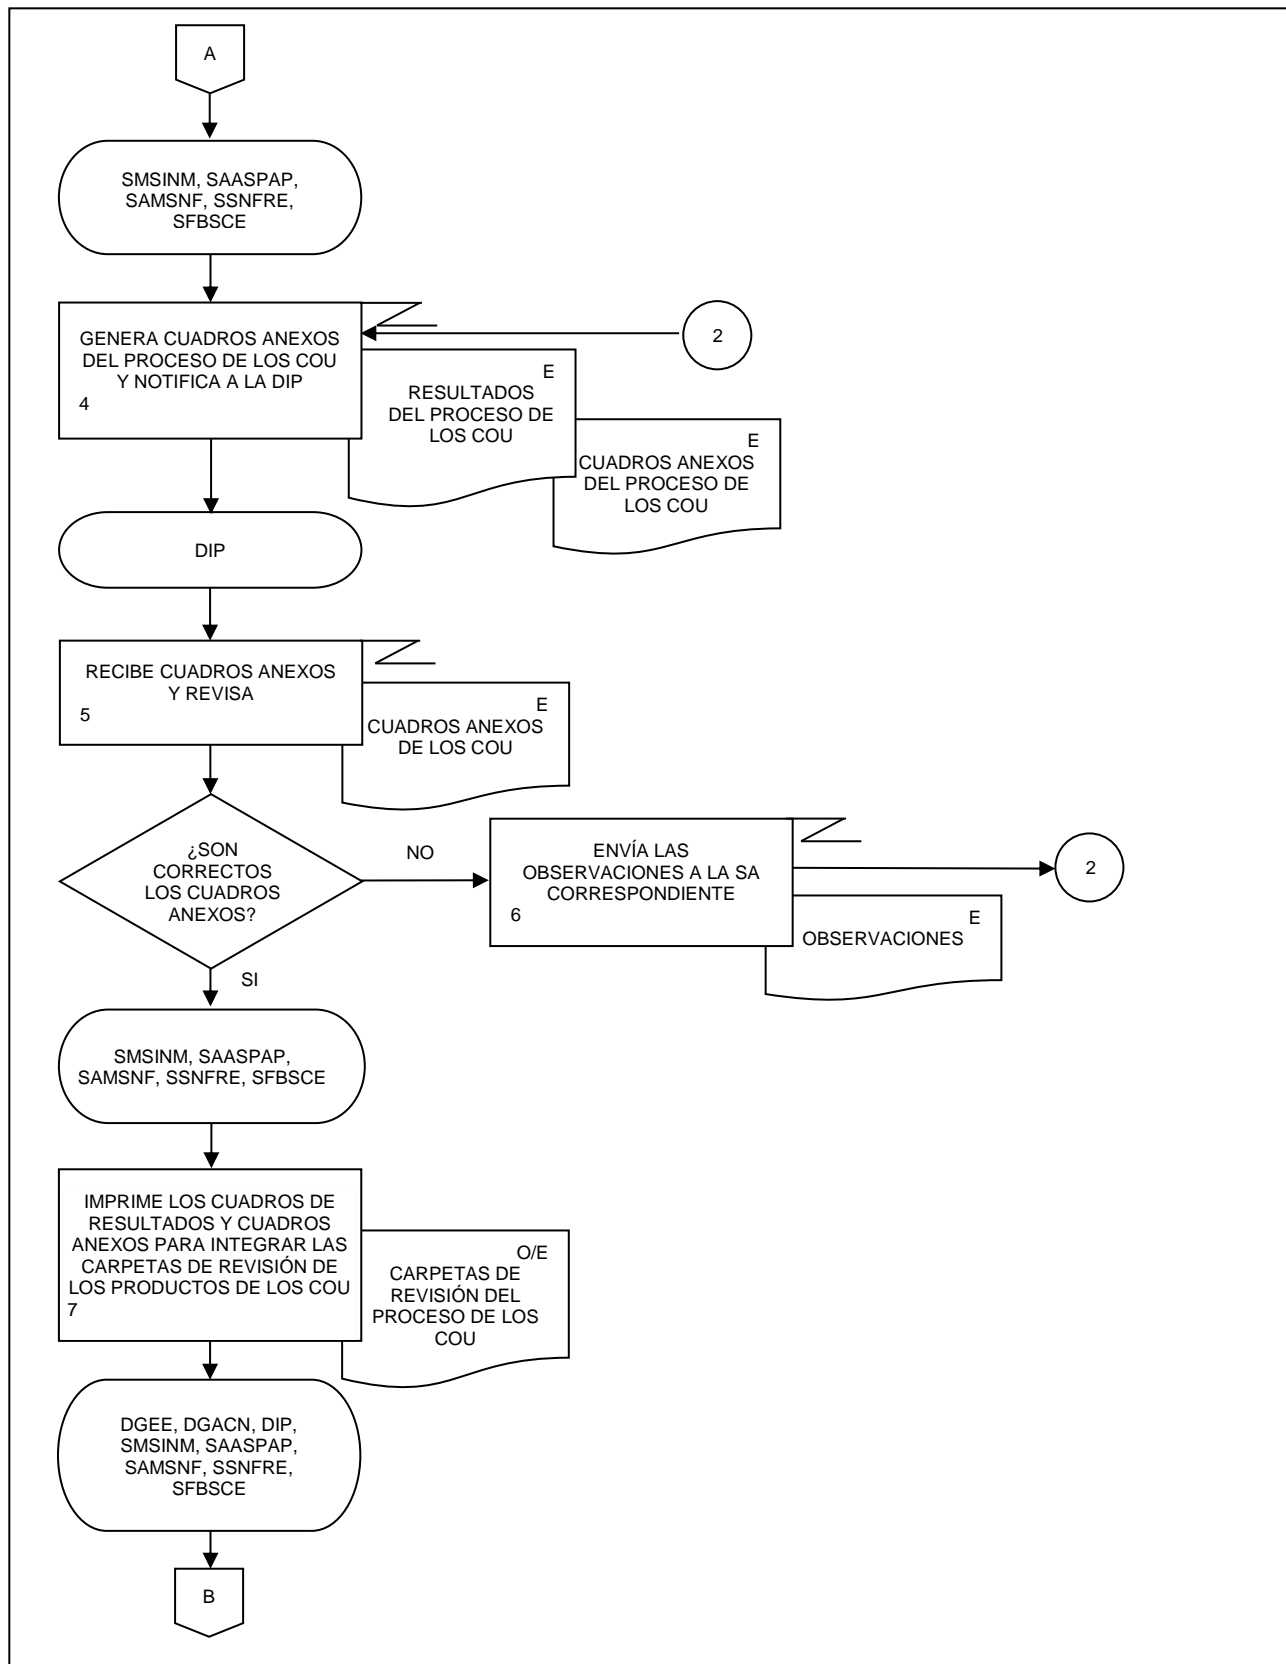 A
SMSINM, SAASPAP,
SAMSNF, SSNFRE,
SFBSCE
GENERA CUADROS ANEXOS
DEL PROCESO DE LOS COU
Y NOTIFICA A LA DIP
4
2
E
RESULTADOS
DEL PROCESO DE
LOS COU
E
CUADROS ANEXOS
DEL PROCESO DE
LOS COU
DIP
RECIBE CUADROS ANEXOS
Y REVISA
5
E
CUADROS ANEXOS
DE LOS COU
¿SON
CORRECTOS
LOS CUADROS
ANEXOS?
NO
ENVÍA LAS
OBSERVACIONES A LA SA
CORRESPONDIENTE
6
2
E
OBSERVACIONES
SI
SMSINM, SAASPAP,
SAMSNF, SSNFRE, SFBSCE
IMPRIME LOS CUADROS DE
RESULTADOS Y CUADROS
ANEXOS PARA INTEGRAR LAS
CARPETAS DE REVISIÓN DE
LOS PRODUCTOS DE LOS COU
7
O/E
CARPETAS DE
REVISIÓN DEL
PROCESO DE LOS
COU
DGEE, DGACN, DIP,
SMSINM, SAASPAP,
SAMSNF, SSNFRE,
SFBSCE
B